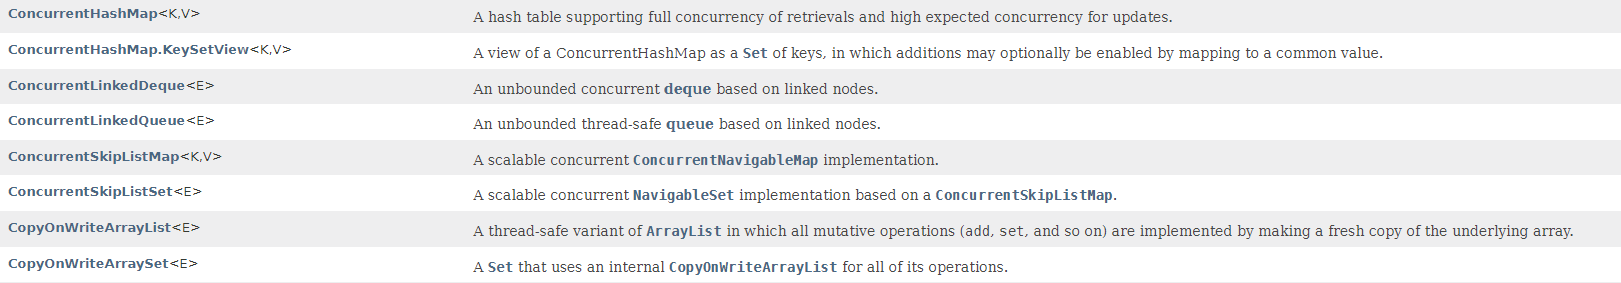 ConcurrentHashMap<K,V> A hash table supporting full concurrency of retrievals and high expected concurrency for updates.
ConcurrentHashMap.KeySetView<K,V> A view of a ConcurrentHashMap as a Set of keys, in which additions may optionally be enabled by mapping to a common value.
ConcurrentLinkedDeque<E> An unbounded concurrent deque based on linked nodes.
ConcurrentLinkedQueue<E> An unbounded thread-safe queue based on linked nodes.
ConcurrentSkipListMap<K,V> A scalable concurrent ConcurrentNavigableMap implementation.
ConcurrentSkipListSet<E> A scalable concurrent NavigableSet implementation based on a ConcurrentSkipListMap.
CopyOnWriteArrayList<E> A thread-safe variant of ArrayList in which all mutative operations (add, set, and so on) are implemented by making a fresh copy of the underlying array.
CopyOnWriteArraySet<E> A Set that uses an internal CopyOnWriteArrayList for all of its operations.